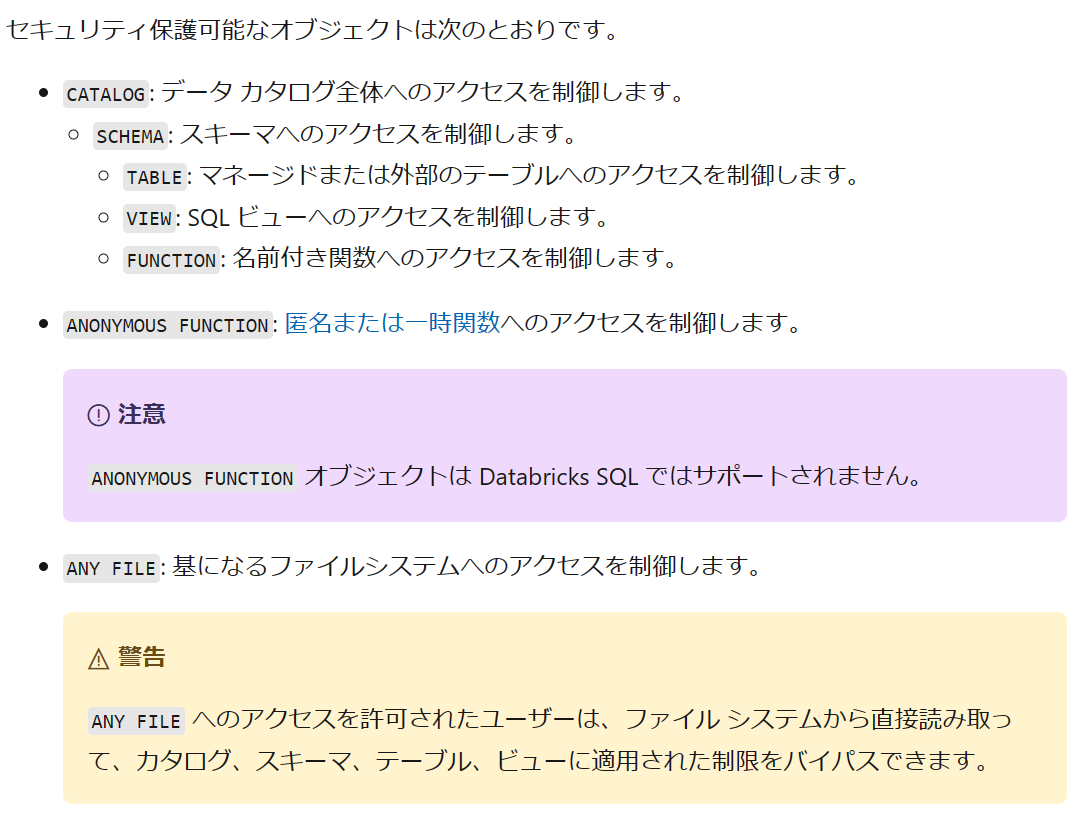 セキュリティ保護可能なオブジェクトは次のとおりです。
CATALOG: データ カタログ全体へのアクセスを制御します。
SCHEMA: スキーマへのアクセスを制御します。
TABLE: マネージドまたは外部のテーブルへのアクセスを制御します。
VIEW: SQL ビューへのアクセスを制御します。
FUNCTION: 名前付き関数へのアクセスを制御します。
ANONYMOUS FUNCTION: 匿名または一時関数へのアクセスを制御します。
注意
ANONYMOUS FUNCTION オブジェクトは Databricks SQL ではサポートされません。
ANY FILE: 基になるファイルシステムへのアクセスを制御します。
警告
ANY FILE へのアクセスを許可されたユーザーは、ファイル システムから直接読み取っ
て、カタログ、スキーマ、テーブル、ビューに適用された制限をバイパスできます。